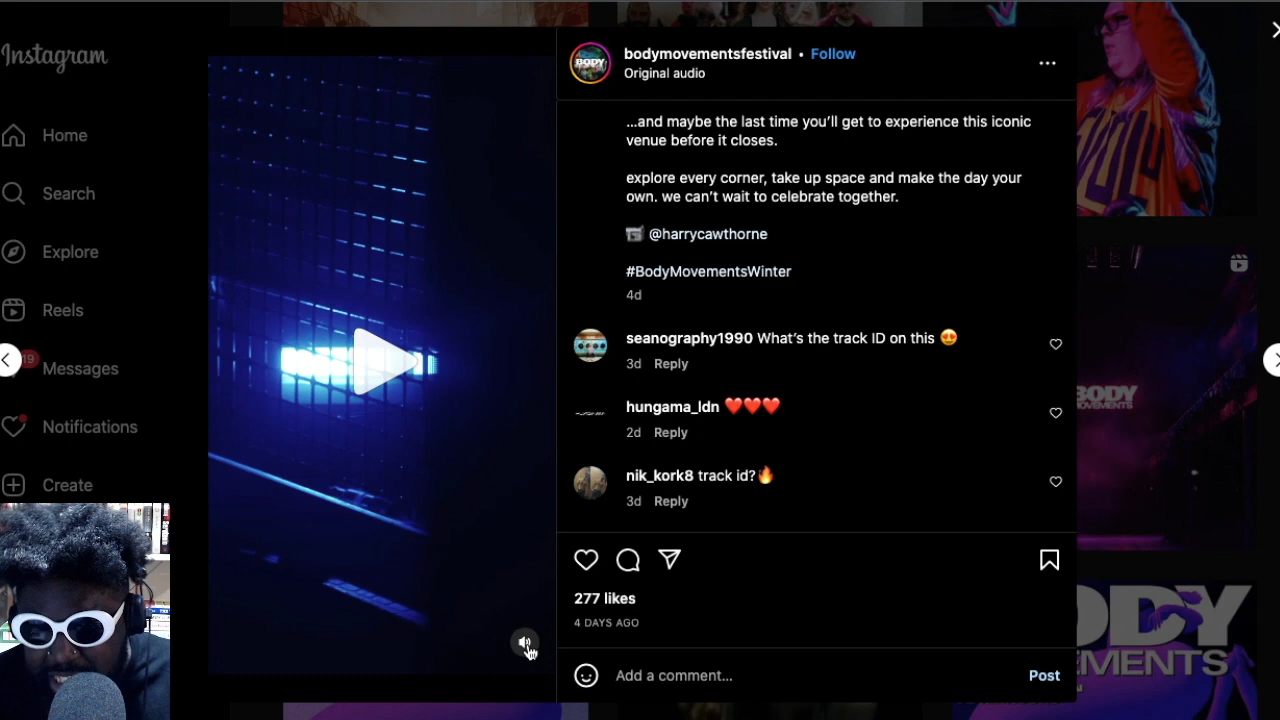 Instagram
Home
Search
Explore
Reels
19
Messages
Notifications
Create
BODY
bodymovementsfestival • Follow
Original audio
...and maybe the last time you'll get to experience this iconic
venue before it closes.
explore every corner, take up space and make the day your
own. we can't wait to celebrate together.
@harrycawthorne
#BodyMovementsWinter
4d
seanography1990 What's the track ID on this 😍
3d Reply
hungama_ldn ❤️❤️❤️
2d Reply
nik_kork8 track id?🔥
3d Reply
277 likes
4 DAYS AGO
Add a comment...
Post
BODY
MOVEMENTS
ODY
EMENTS